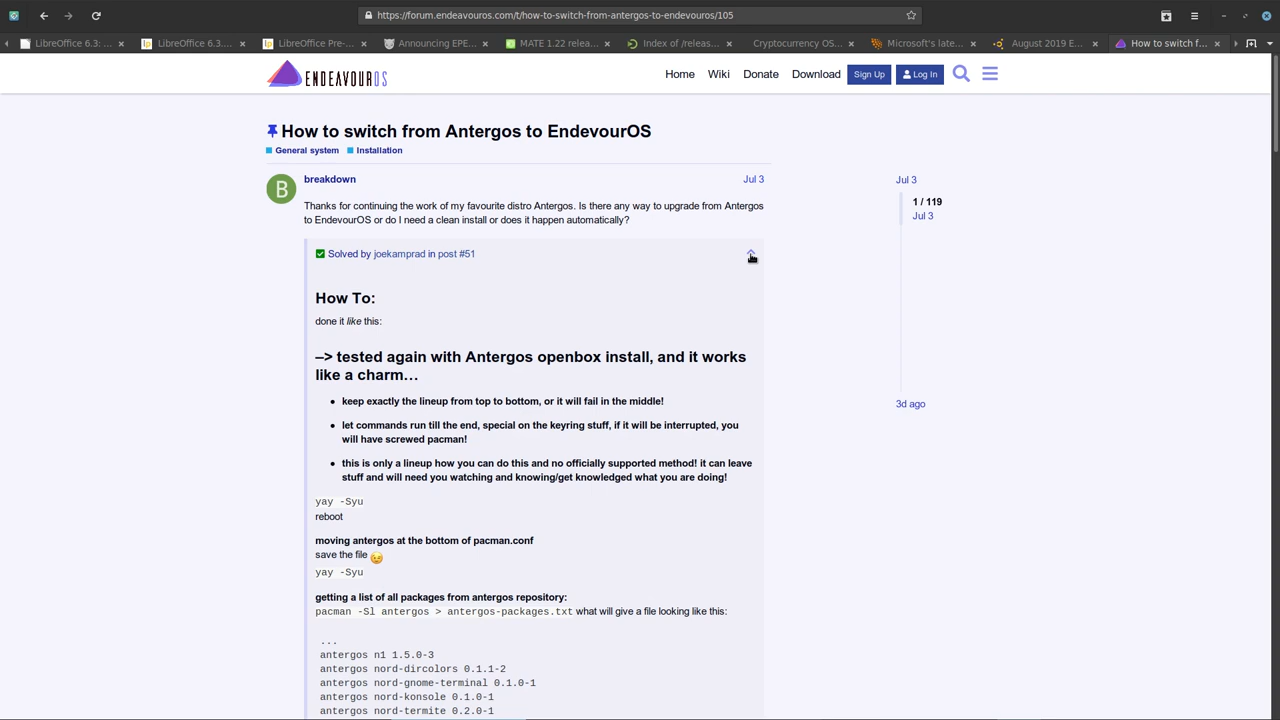 https://forum.endeavouros.com/t/how-to-switch-from-antergos-to-endevouros/105
LibreOffice 6.3: ...
LibreOffice 6.3....
LibreOffice Pre-...
Announcing EPE...
MATE 1.22 relea...
Index of /releas...
Cryptocurrency OS...
Microsoft's late...
August 2019 E...
How to switch f...
ENDEAVOUROS
Home
Wiki
Donate
Download
Sign Up
Log In
How to switch from Antergos to EndevourOS
General system
Installation
B
breakdown
Jul 3
Thanks for continuing the work of my favourite distro Antergos. Is there any way to upgrade from Antergos
to EndevourOS or do I need a clean install or does it happen automatically?
Solved by joekamprad in post #51
How To:
done it like this:
–> tested again with Antergos openbox install, and it works
like a charm…
keep exactly the lineup from top to bottom, or it will fail in the middle!
let commands run till the end, special on the keyring stuff, if it will be interrupted, you
will have screwed pacman!
this is only a lineup how you can do this and no officially supported method! it can leave
stuff and will need you watching and knowing/get knowledged what you are doing!
yay -Syu
reboot
moving antergos at the bottom of pacman.conf
save the file
yay -Syu
getting a list of all packages from antergos repository:
pacman -Sl antergos > antergos-packages.txt what will give a file looking like this:
...
antergos n1 1.5.0-3
antergos nord-dircolors 0.1.1-2
antergos nord-gnome-terminal 0.1.0-1
antergos nord-konsole 0.1.0-1
antergos nord-termite 0.2.0-1
Jul 3
1 / 119
Jul 3
3d ago